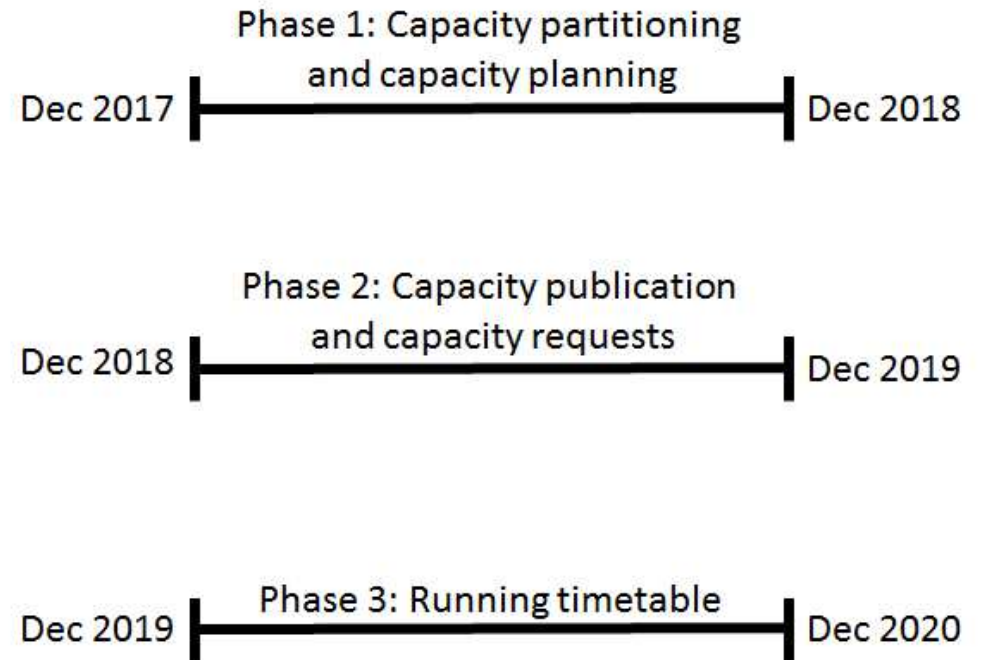 Phase 1: Capacity partitioning
and capacity planning
Dec 2017
Dec 2018
Phase 2: Capacity publication
and capacity requests
Dec 2018
Dec 2019
Phase 3: Running timetable
Dec 2019
Dec 2020